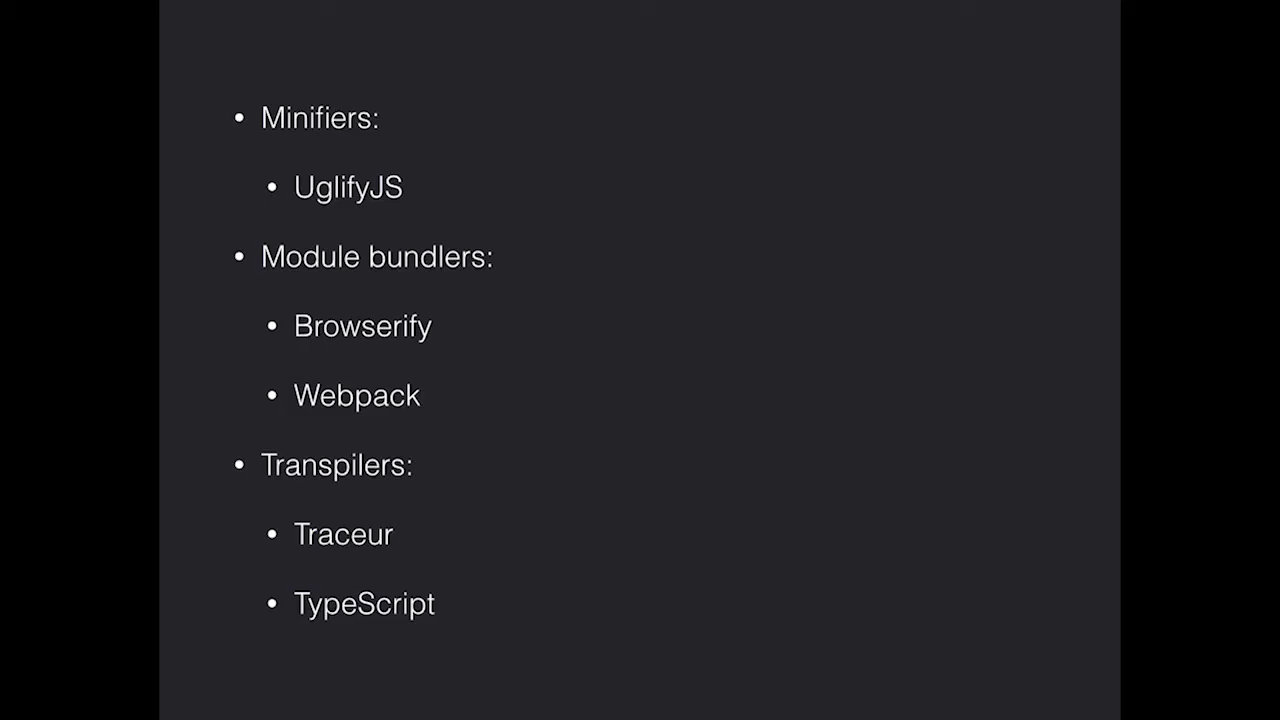 • Minifiers:
• UglifyJS
• Module bundlers:
• Browserify
• Webpack
• Transpilers:
• Traceur
• TypeScript